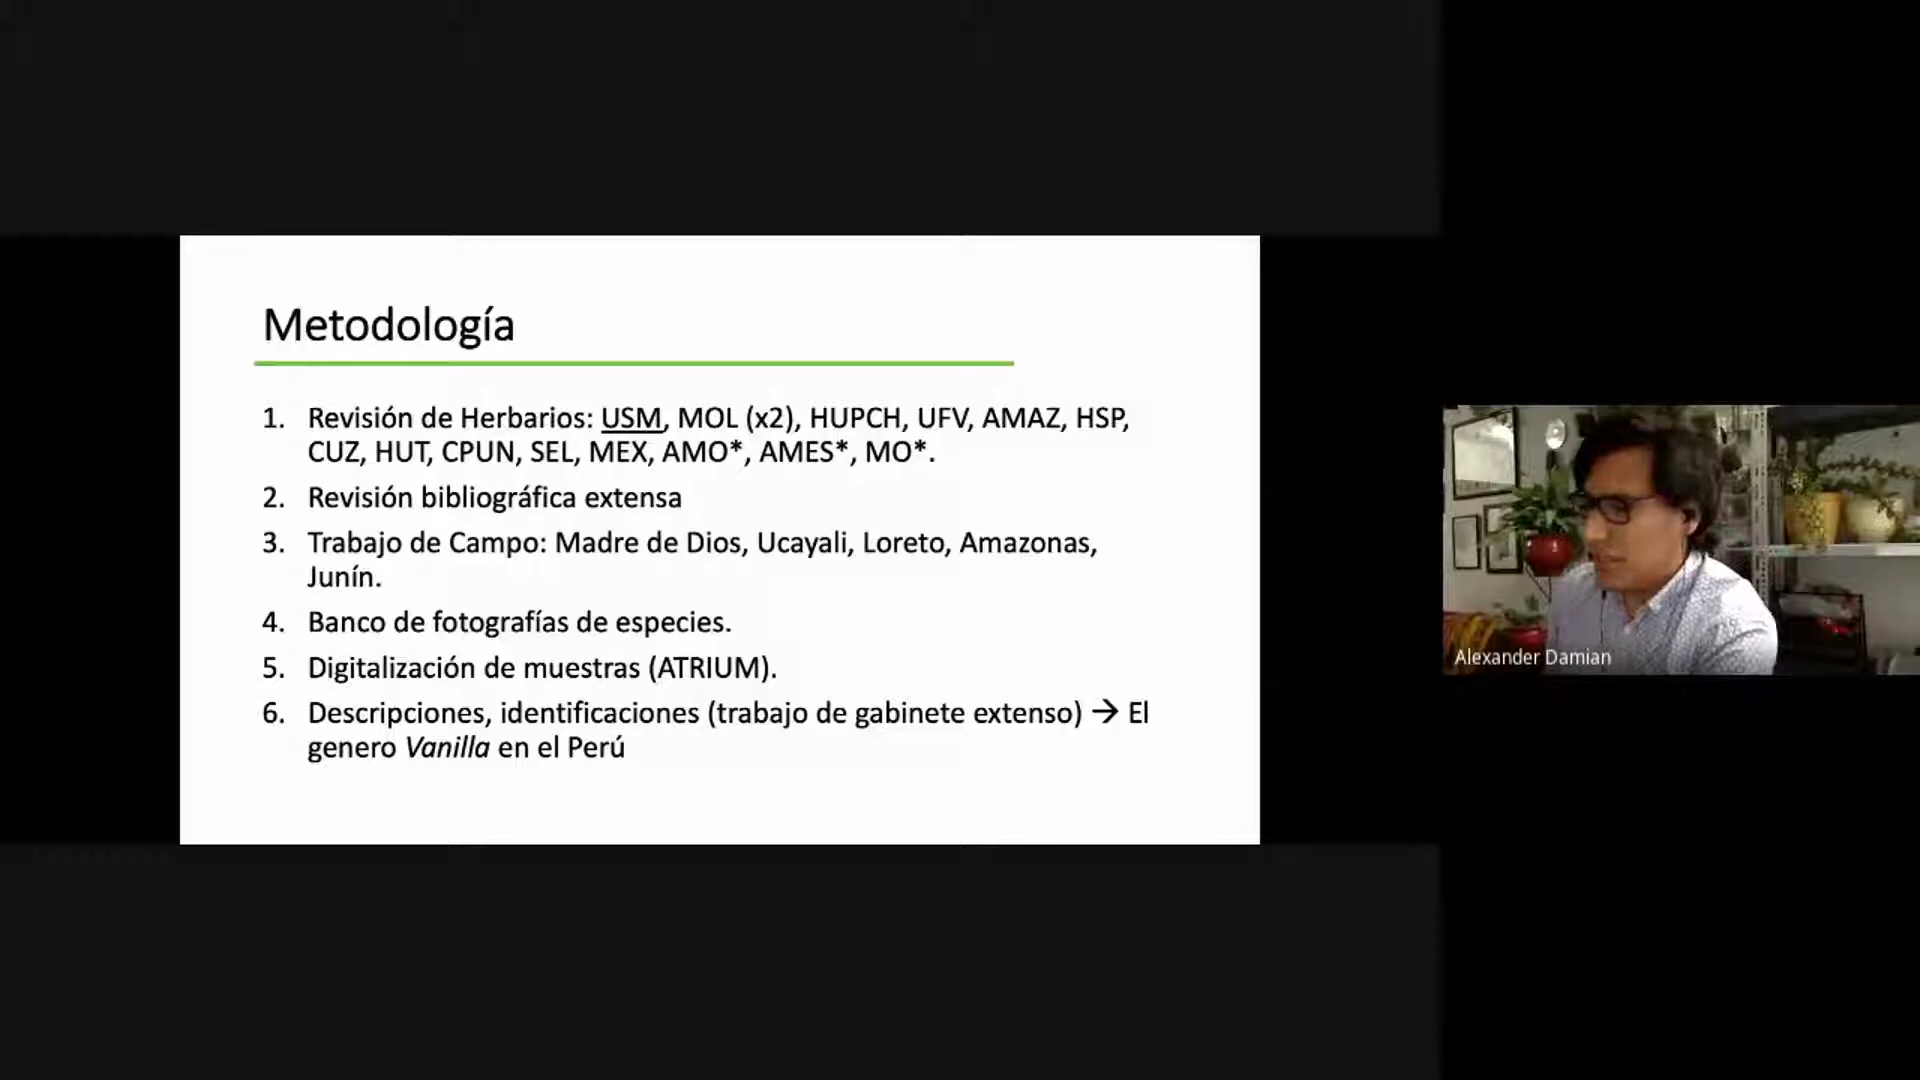 Metodología
1. Revisión de Herbarios: USM, MOL (x2), HUPCH, UFV, AMAZ, HSP,
CUZ, HUT, CPUN, SEL, MEX, AMO*, AMES*, MO*.
2. Revisión bibliográfica extensa
3. Trabajo de Campo: Madre de Dios, Ucayali, Loreto, Amazonas,
Junín.
4. Banco de fotografías de especies.
5. Digitalización de muestras (ATRIUM).
6. Descripciones, identificaciones (trabajo de gabinete extenso) → El
genero Vanilla en el Perú
Alexander Damian